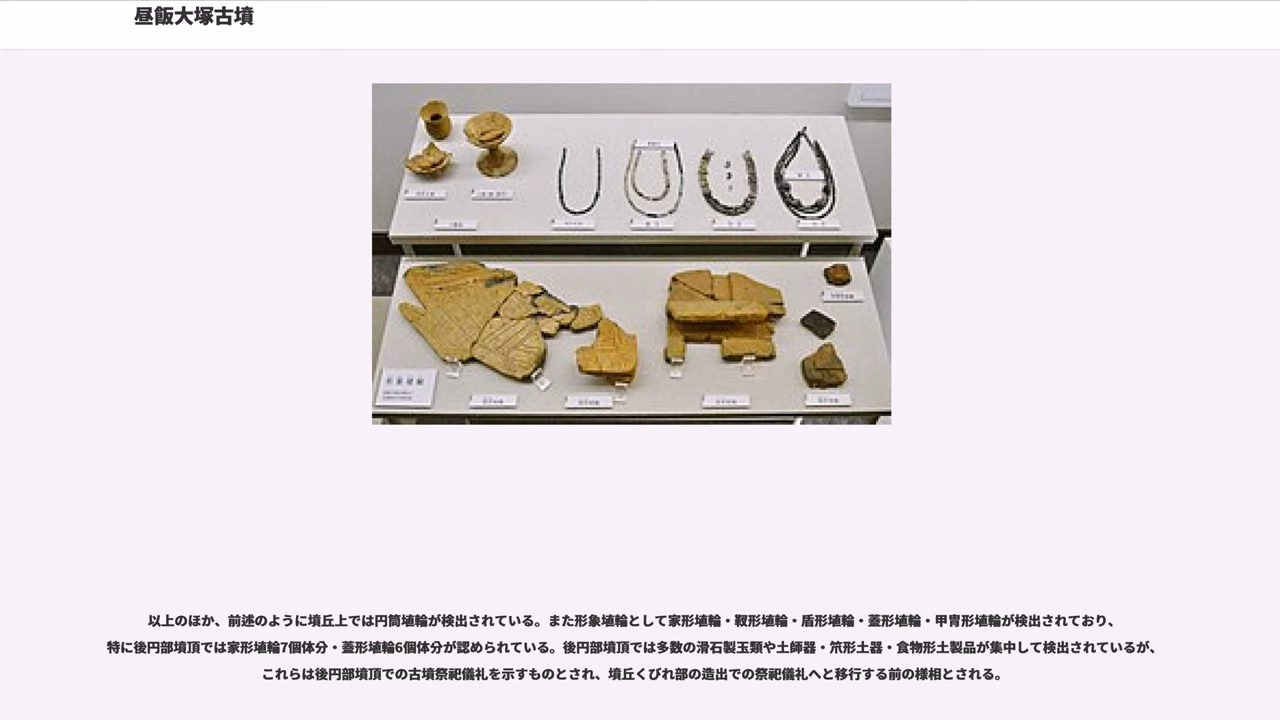 昼飯大塚古墳
形象埴輪
以上のほか、前述のように墳丘上では円筒埴輪が検出されている。また形象埴輪として家形埴輪・靫形埴輪・盾形埴輪・蓋形埴輪・甲冑形埴輪が検出されており、
特に後円部墳頂では家形埴輪7個体分・蓋形埴輪6個体分が認められている。後円部墳頂では多数の滑石製玉類や土師器・笊形土器・食物形土製品が集中して検出されているが、
これらは後円部墳頂での古墳祭祀儀礼を示すものとされ、墳丘くびれ部の造出での祭祀儀礼へと移行する前の様相とされる。